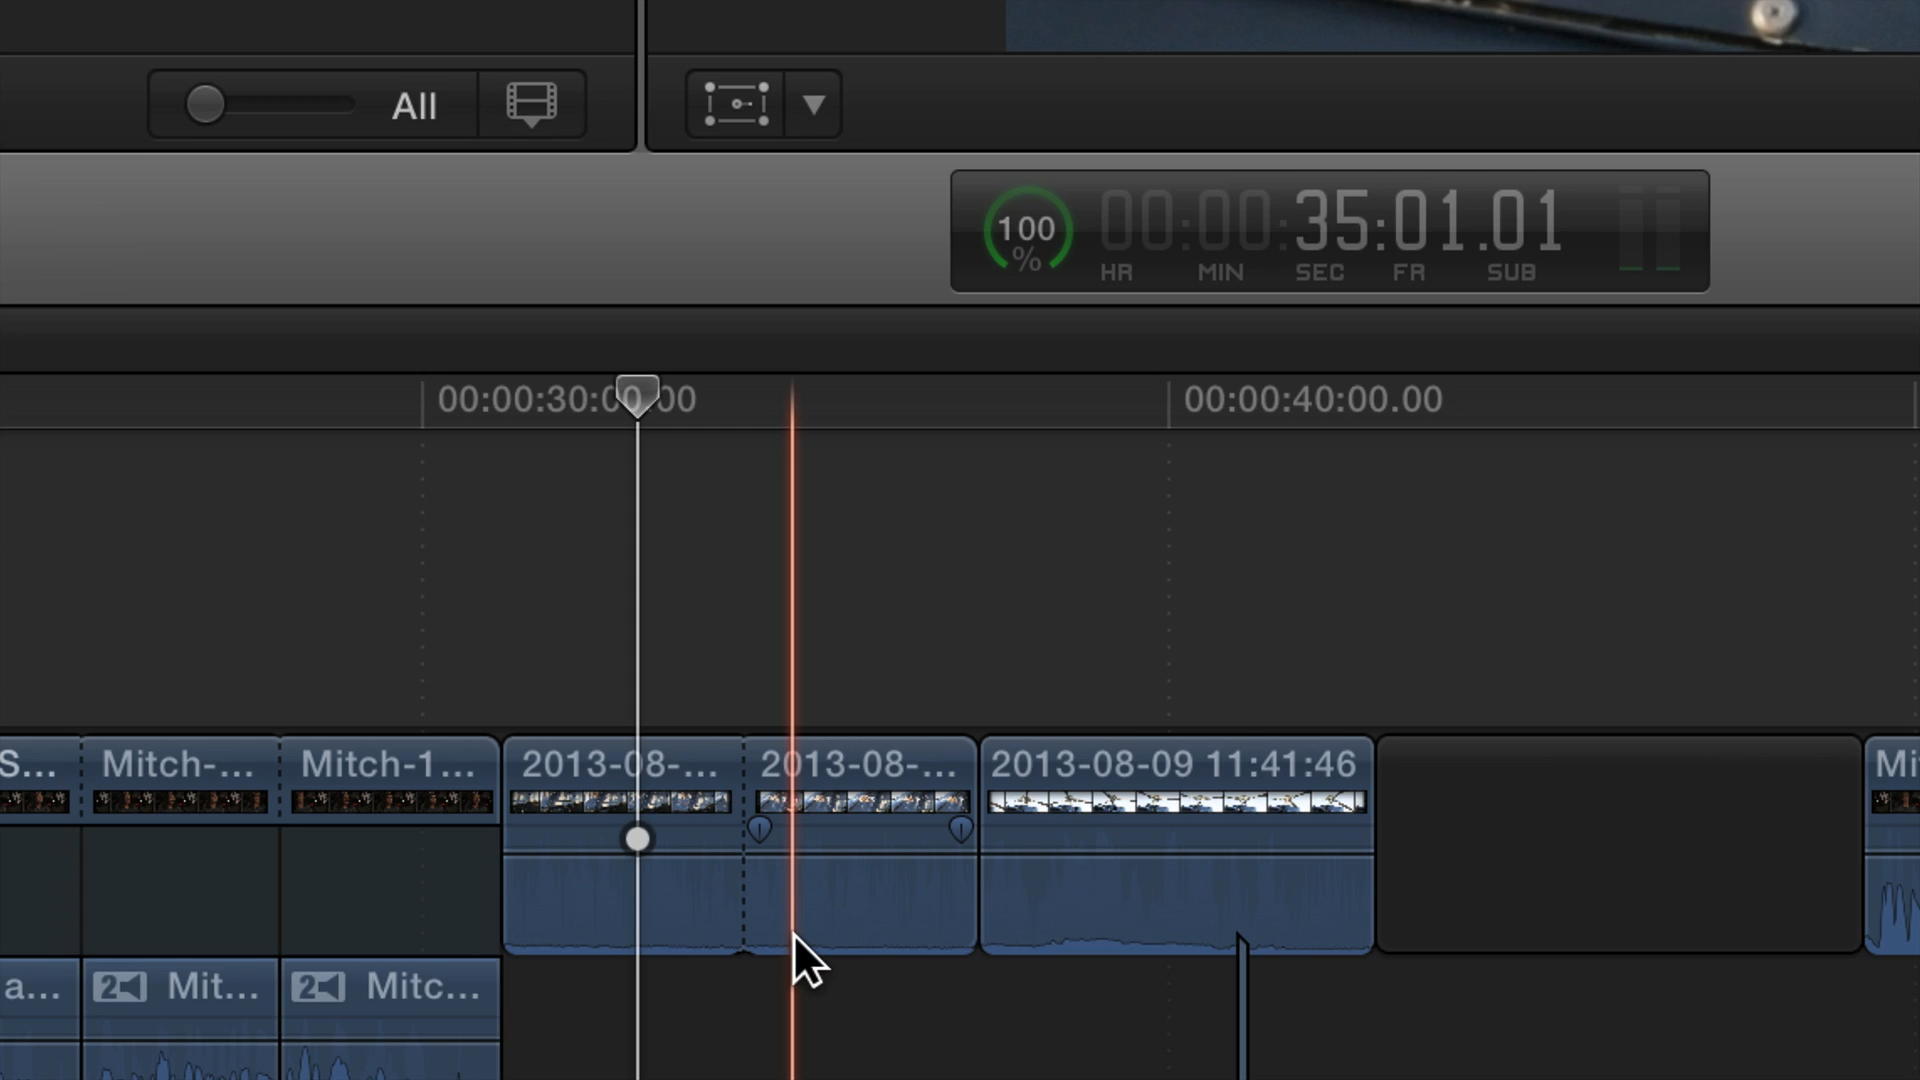 All
100
%
00:00:35:01.01
HR MIN SEC FR SUB
00:00:30:00.00
00:00:40:00.00
S... Mitch-... Mitch-1... 2013-08-... 2013-08-... 2013-08-09 11:41:46 Mi
a... 2 Mit... 2 Mitc...